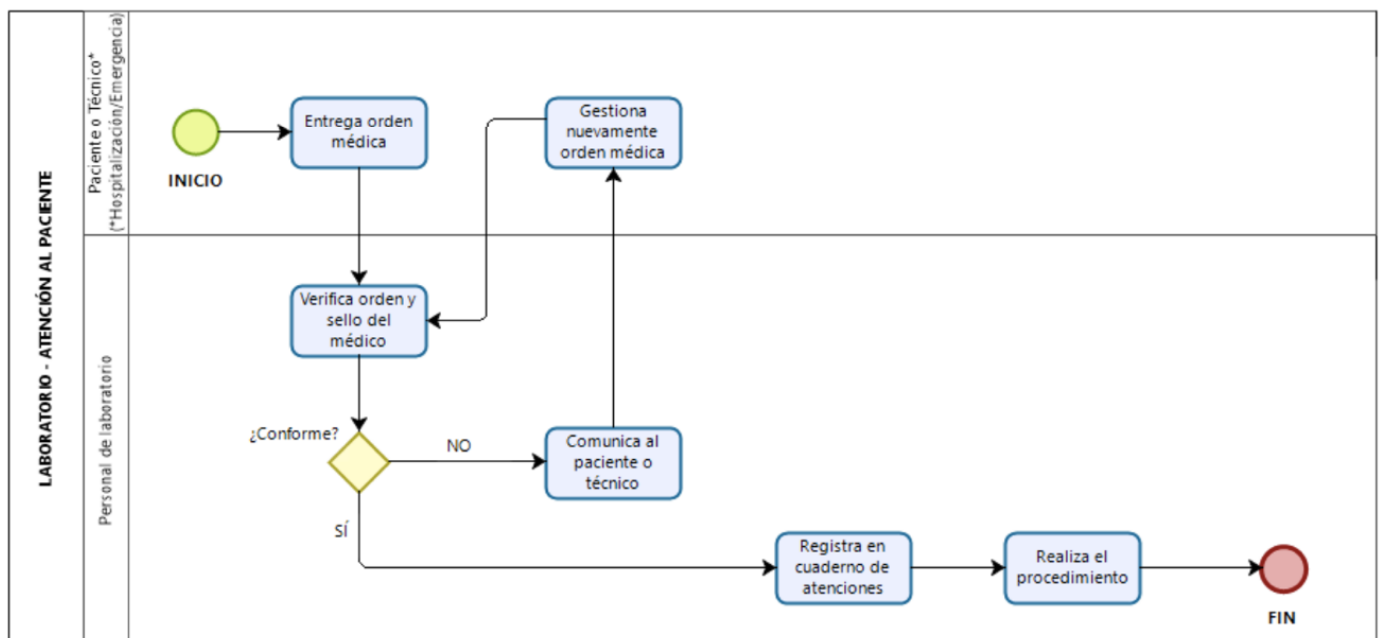 LABORATORIO - ATENCIÓN AL PACIENTE
Paciente o Técnico*
(*Hospitalización/Emergencia)
INICIO
Entrega orden
médica
Gestiona
nuevamente
orden médica
Personal de laboratorio
Verifica orden y
sello del
médico
¿Conforme?
NO
Comunica al
paciente o
técnico
SÍ
Registra en
cuaderno de
atenciones
Realiza el
procedimiento
FIN